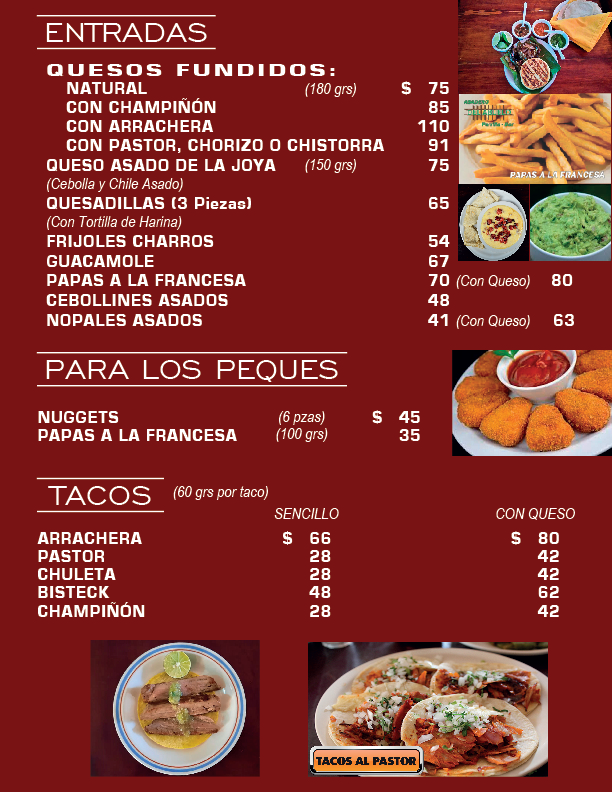 ENTRADAS
QUESOS FUNDIDOS:
NATURAL (180 grs) $ 75
CON CHAMPIÑÓN 85
CON ARRACHERA 110
CON PASTOR, CHORIZO O CHISTORRA 91
QUESO ASADO DE LA JOYA (150 grs) 75
(Cebolla y Chile Asado)
QUESADILLAS (3 Piezas) 65
(Con Tortilla de Harina)
FRIJOLES CHARROS 54
GUACAMOLE 67
PAPAS A LA FRANCESA 70 (Con Queso) 80
CEBOLLINES ASADOS 48
NOPALES ASADOS 41 (Con Queso) 63
ASADERO
PAPAS A LA FRANCESA
PARA LOS PEQUES
NUGGETS (6 pzas) $ 45
PAPAS A LA FRANCESA (100 grs) 35
TACOS (60 grs por taco)
SENCILLO CON QUESO
ARRACHERA $ 66 $ 80
PASTOR 28 42
CHULETA 28 42
BISTECK 48 62
CHAMPIÑÓN 28 42
TACOS AL PASTOR